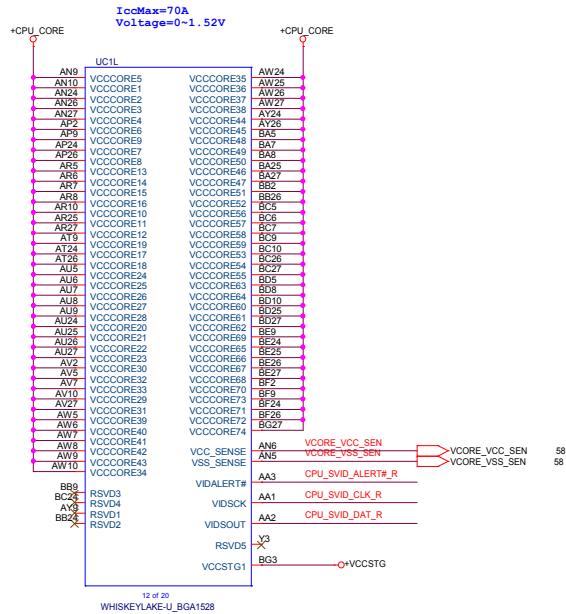 IccMax=70A
Voltage=0~1.52V
+CPU_CORE
+CPU_CORE
UC1L
AN9 VCCCORE5 VCCCORE35 AW24
AN10 VCCCORE1 VCCCORE36 AW25
AN24 VCCCORE2 VCCCORE37 AW26
AN26 VCCCORE3 VCCCORE38 AW27
AN27 VCCCORE4 VCCCORE44 AY24
AP2 VCCCORE6 VCCCORE45 AY26
AP9 VCCCORE9 VCCCORE48 BA5
AP24 VCCCORE7 VCCCORE49 BA7
AP26 VCCCORE8 VCCCORE50 BA8
AR5 VCCCORE13 VCCCORE46 BA25
AR6 VCCCORE14 VCCCORE47 BA27
AR7 VCCCORE15 VCCCORE51 BB2
AR8 VCCCORE16 VCCCORE52 BB26
AR10 VCCCORE10 VCCCORE56 BC5
AR25 VCCCORE11 VCCCORE57 BC6
AR27 VCCCORE12 VCCCORE58 BC7
AT9 VCCCORE19 VCCCORE59 BC9
AT24 VCCCORE17 VCCCORE53 BC10
AT26 VCCCORE18 VCCCORE54 BC26
AU5 VCCCORE24 VCCCORE55 BC27
AU6 VCCCORE25 VCCCORE63 BD5
AU7 VCCCORE26 VCCCORE64 BD8
AU8 VCCCORE27 VCCCORE60 BD10
AU9 VCCCORE28 VCCCORE61 BD25
AU24 VCCCORE20 VCCCORE62 BD27
AU25 VCCCORE21 VCCCORE69 BE9
AU26 VCCCORE22 VCCCORE65 BE24
AU27 VCCCORE23 VCCCORE66 BE25
AV2 VCCCORE30 VCCCORE67 BE26
AV5 VCCCORE32 VCCCORE68 BE27
AV7 VCCCORE33 VCCCORE70 BF2
AV10 VCCCORE29 VCCCORE73 BF9
AV27 VCCCORE31 VCCCORE71 BF24
AW5 VCCCORE39 VCCCORE72 BF26
AW6 VCCCORE40 VCCCORE74 BG27
AW7 VCCCORE41
AW8 VCCCORE42 VCC_SENSE AN6 VCORE_VCC_SEN VCORE_VCC_SEN 58
AW9 VCCCORE43 VSS_SENSE AN5 VCORE_VSS_SEN VCORE_VSS_SEN 58
AW10 VCCCORE34
VIDALERT# AA3 CPU_SVID_ALERT#_R
BB9 RSVD3
BC24 RSVD4 VIDSCK AA1 CPU_SVID_CLK_R
AY9 RSVD1
BB24 RSVD2 VIDSOUT AA2 CPU_SVID_DAT_R
RSVD5 Y3
VCCSTG1 BG3 +VCCSTG
12 of 20
WHISKEYLAKE-U_BGA1528